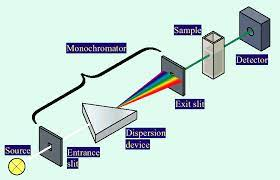 Monochromator
Sample
Detector
Exit slit
Source
Entrance
slit
Dispersion
device